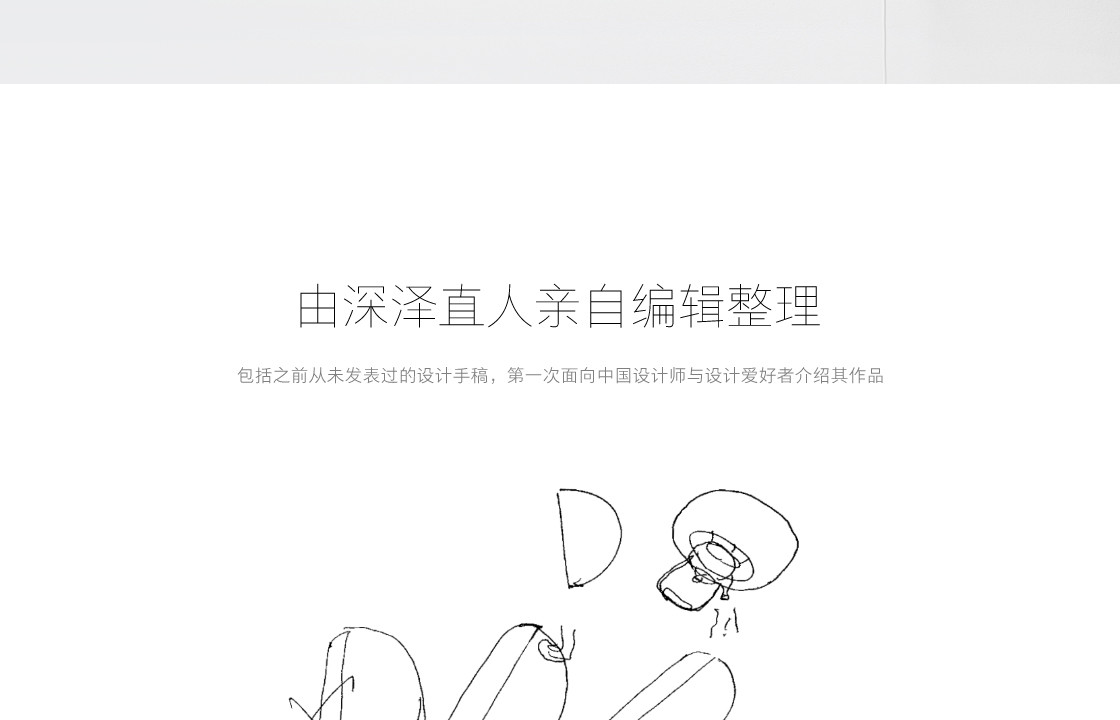 由深泽直人亲自编辑整理
包括之前从未发表过的设计手稿，第一次面向中国设计师与设计爱好者介绍其作品